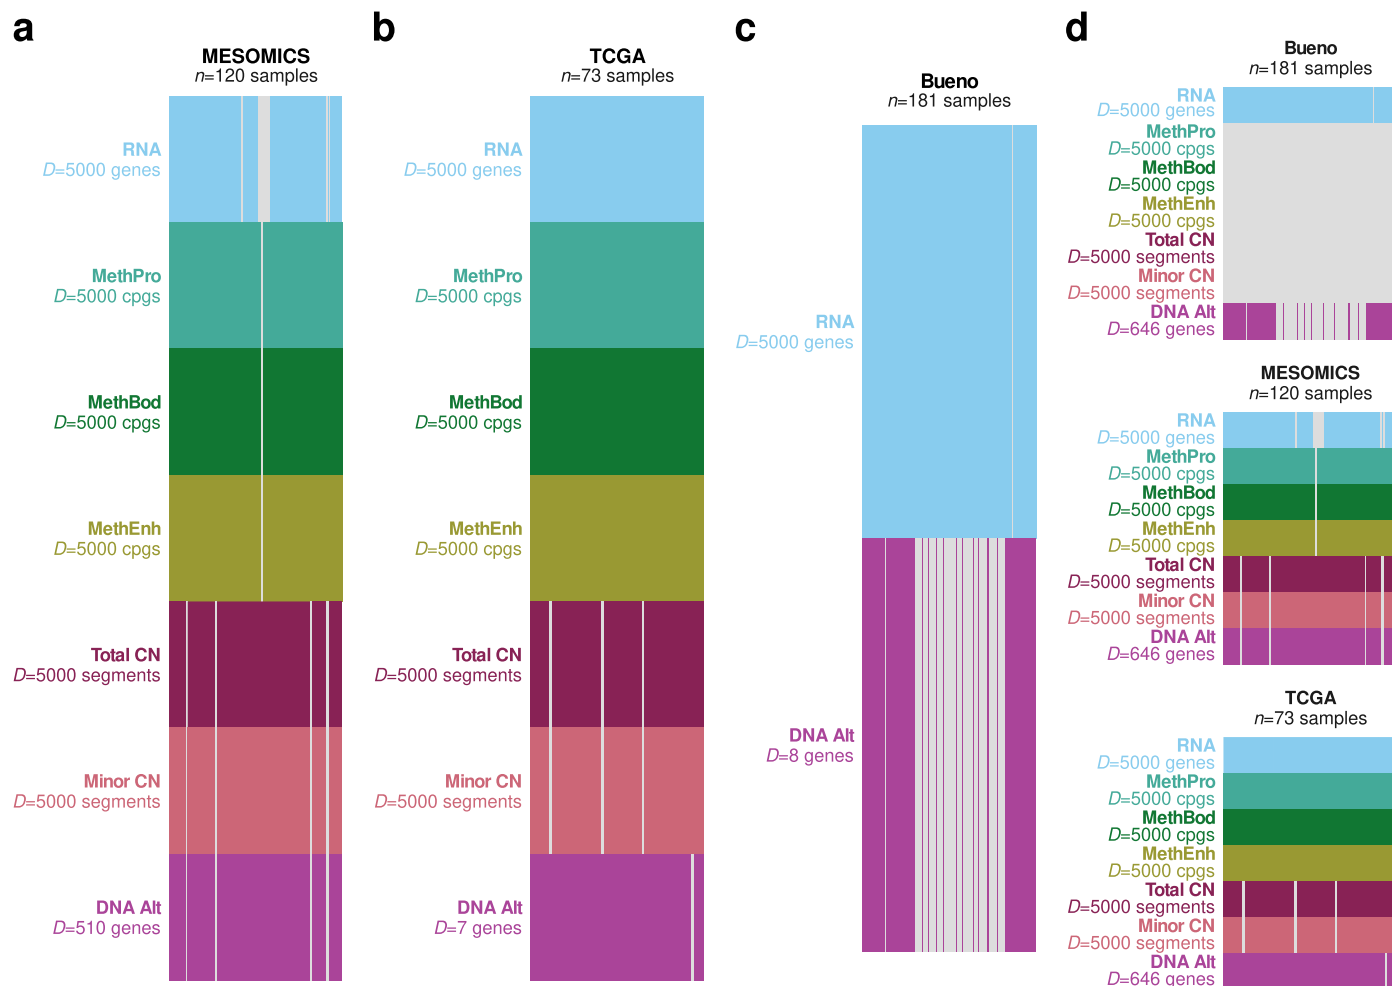 a
MESOMICS
n=120 samples
RNA
D=5000 genes
MethPro
D=5000 cpgs
MethBod
D=5000 cpgs
MethEnh
D=5000 cpgs
Total CN
D=5000 segments
Minor CN
D=5000 segments
DNA Alt
D=510 genes
b
TCGA
n=73 samples
RNA
D=5000 genes
MethPro
D=5000 cpgs
MethBod
D=5000 cpgs
MethEnh
D=5000 cpgs
Total CN
D=5000 segments
Minor CN
D=5000 segments
DNA Alt
D=7 genes
c
Bueno
n=181 samples
RNA
D=5000 genes
DNA Alt
D=8 genes
d
Bueno
n=181 samples
RNA
D=5000 genes
MethPro
D=5000 cpgs
MethBod
D=5000 cpgs
MethEnh
D=5000 cpgs
Total CN
D=5000 segments
Minor CN
D=5000 segments
DNA Alt
D=646 genes
MESOMICS
n=120 samples
RNA
D=5000 genes
MethPro
D=5000 cpgs
MethBod
D=5000 cpgs
MethEnh
D=5000 cpgs
Total CN
D=5000 segments
Minor CN
D=5000 segments
DNA Alt
D=646 genes
TCGA
n=73 samples
RNA
D=5000 genes
MethPro
D=5000 cpgs
MethBod
D=5000 cpgs
MethEnh
D=5000 cpgs
Total CN
D=5000 segments
Minor CN
D=5000 segments
DNA Alt
D=646 genes